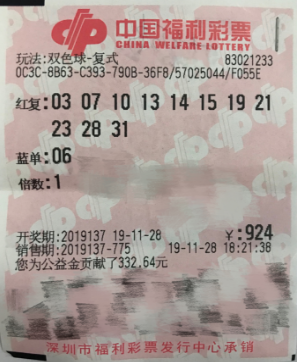 中国福利彩票
CHINA WELFARE LOTTERY
玩法:双色球-复式 83021233
0C3C-8B63-C393-790B-36F8/57025044/F055E
红复:03 07 10 13 14 15 19 21
23 28 31
蓝单:06
倍数:1
开奖期:2019137 19-11-28 ¥:924
销售期:2019137-775 19-11-28 18:21:38
您为公益金贡献了332.64元
深圳市福利彩票发行中心承销